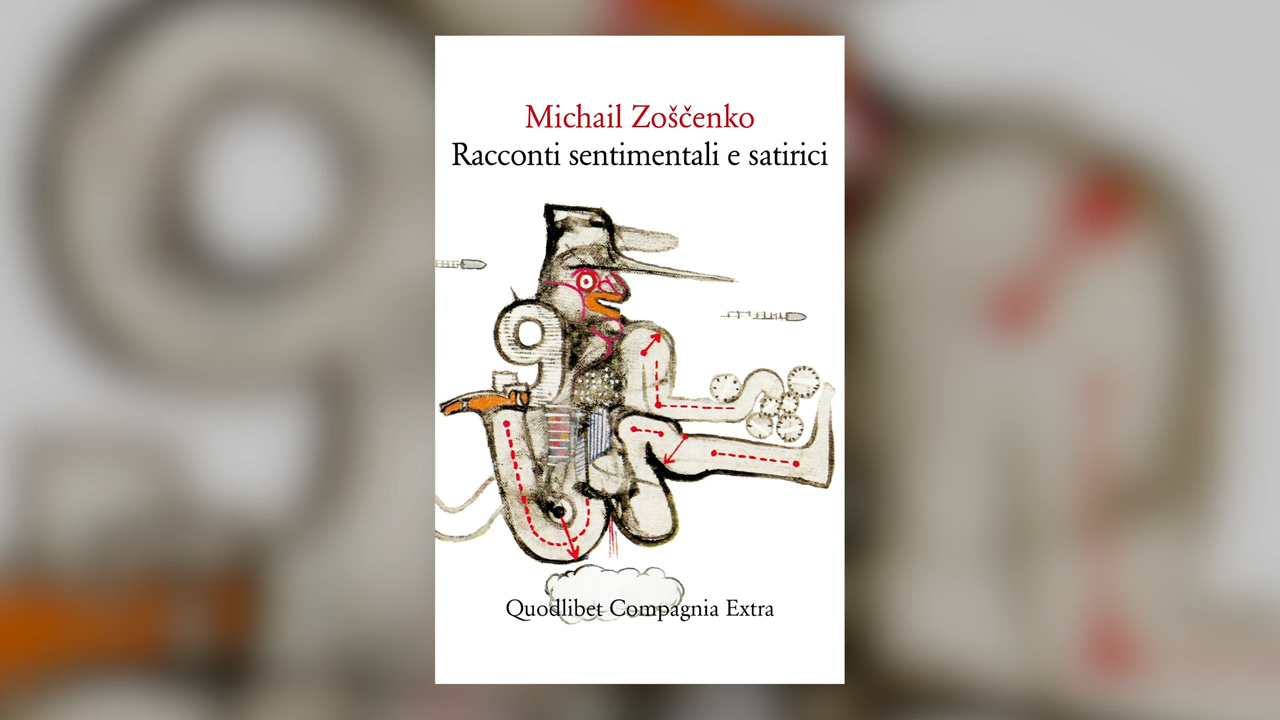 Michail Zoščenko
Racconti sentimentali e satirici
Quodlibet Compagnia Extra